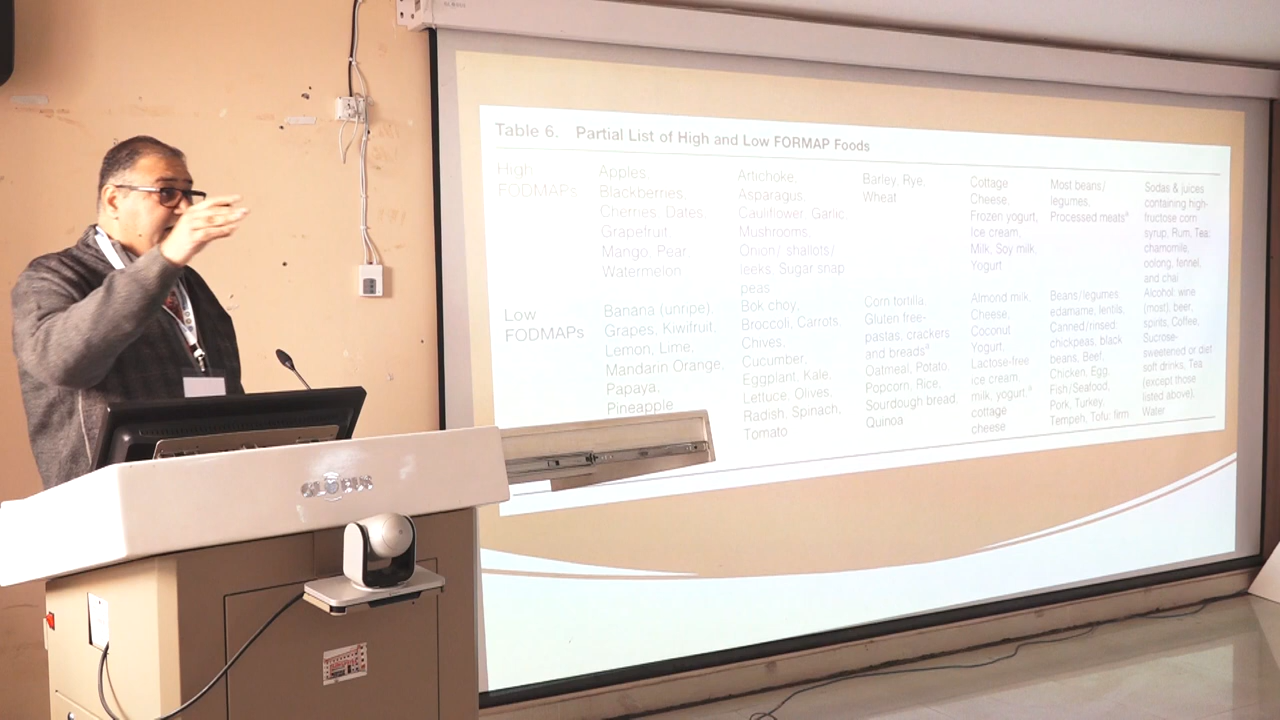 Table 6. Partial List of High and Low FORMAP Foods
High
FODMAPs
Apples,
Blackberries,
Cherries. Dates,
Grapefruit,
Mango, Pear,
Watermelon
Artichoke,
Asparagus,
Cauliflower, Garlic,
Mushrooms,
Onion/ shallots/
leeks, Sugar snap
peas
Barley, Rye,
Wheat
Cottage
Cheese,
Frozen yogurt,
Ice cream,
Milk, Soy milk,
Yogurt
Most beans/
legumes,
Processed meatsª
Sodas & juices
containing high-
fructose corn
syrup, Rum, Tea:
chamomile,
oolong, fennel,
and chai
Low
FODMAPs
Banana (unripe),
Grapes, Kiwifruit,
Lemon, Lime,
Mandarin Orange,
Papaya,
Pineapple
Bok choy,
Broccoli, Carrots,
Chives,
Cucumber,
Eggplant, Kale,
Lettuce, Olives,
Radish, Spinach,
Tomato
Corn tortilla,
Gluten free-
pastas, crackers
and breadsª
Oatmeal, Potato,
Popcorn, Rice,
Sourdough bread,
Quinoa
Almond milk,
Cheese,
Coconut
Yogurt,
Lactose-free
ice cream,
milk, yogurt,ª
cottage
cheese
Beans/legumes:
edamame, lentils,
Canned/rinsed:
chickpeas, black
beans, Beef,
Chicken, Egg,
Fish/Seafood,
Pork, Turkey,
Tempeh, Tofu: firm
Alcohol: wine
(most), beer,
spirits, Coffee,
Sucrose-
sweetened or diet
soft drinks, Tea
(except those
listed above),
Water
GLOBUS